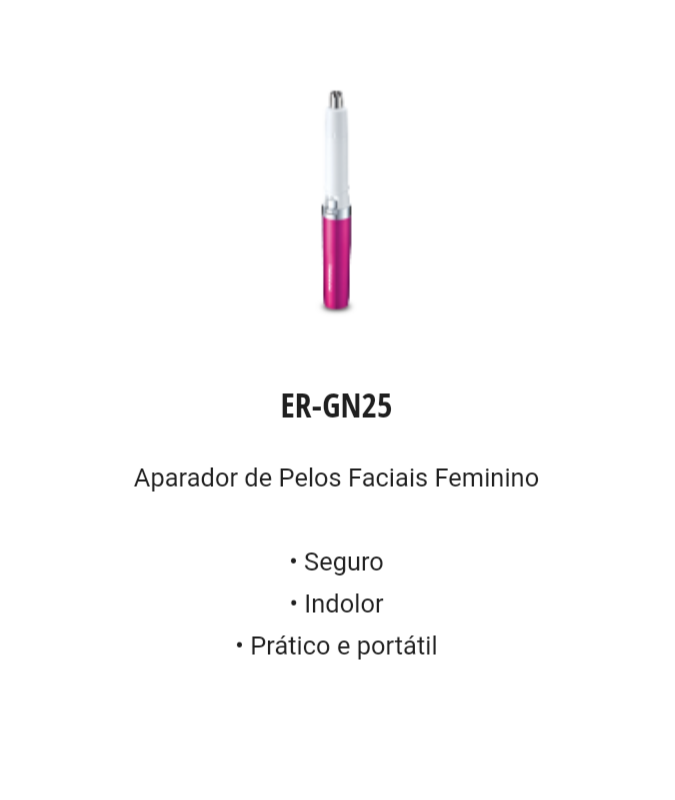 ER-GN25
Aparador de Pelos Faciais Feminino
• Seguro
• Indolor
• Prático e portátil